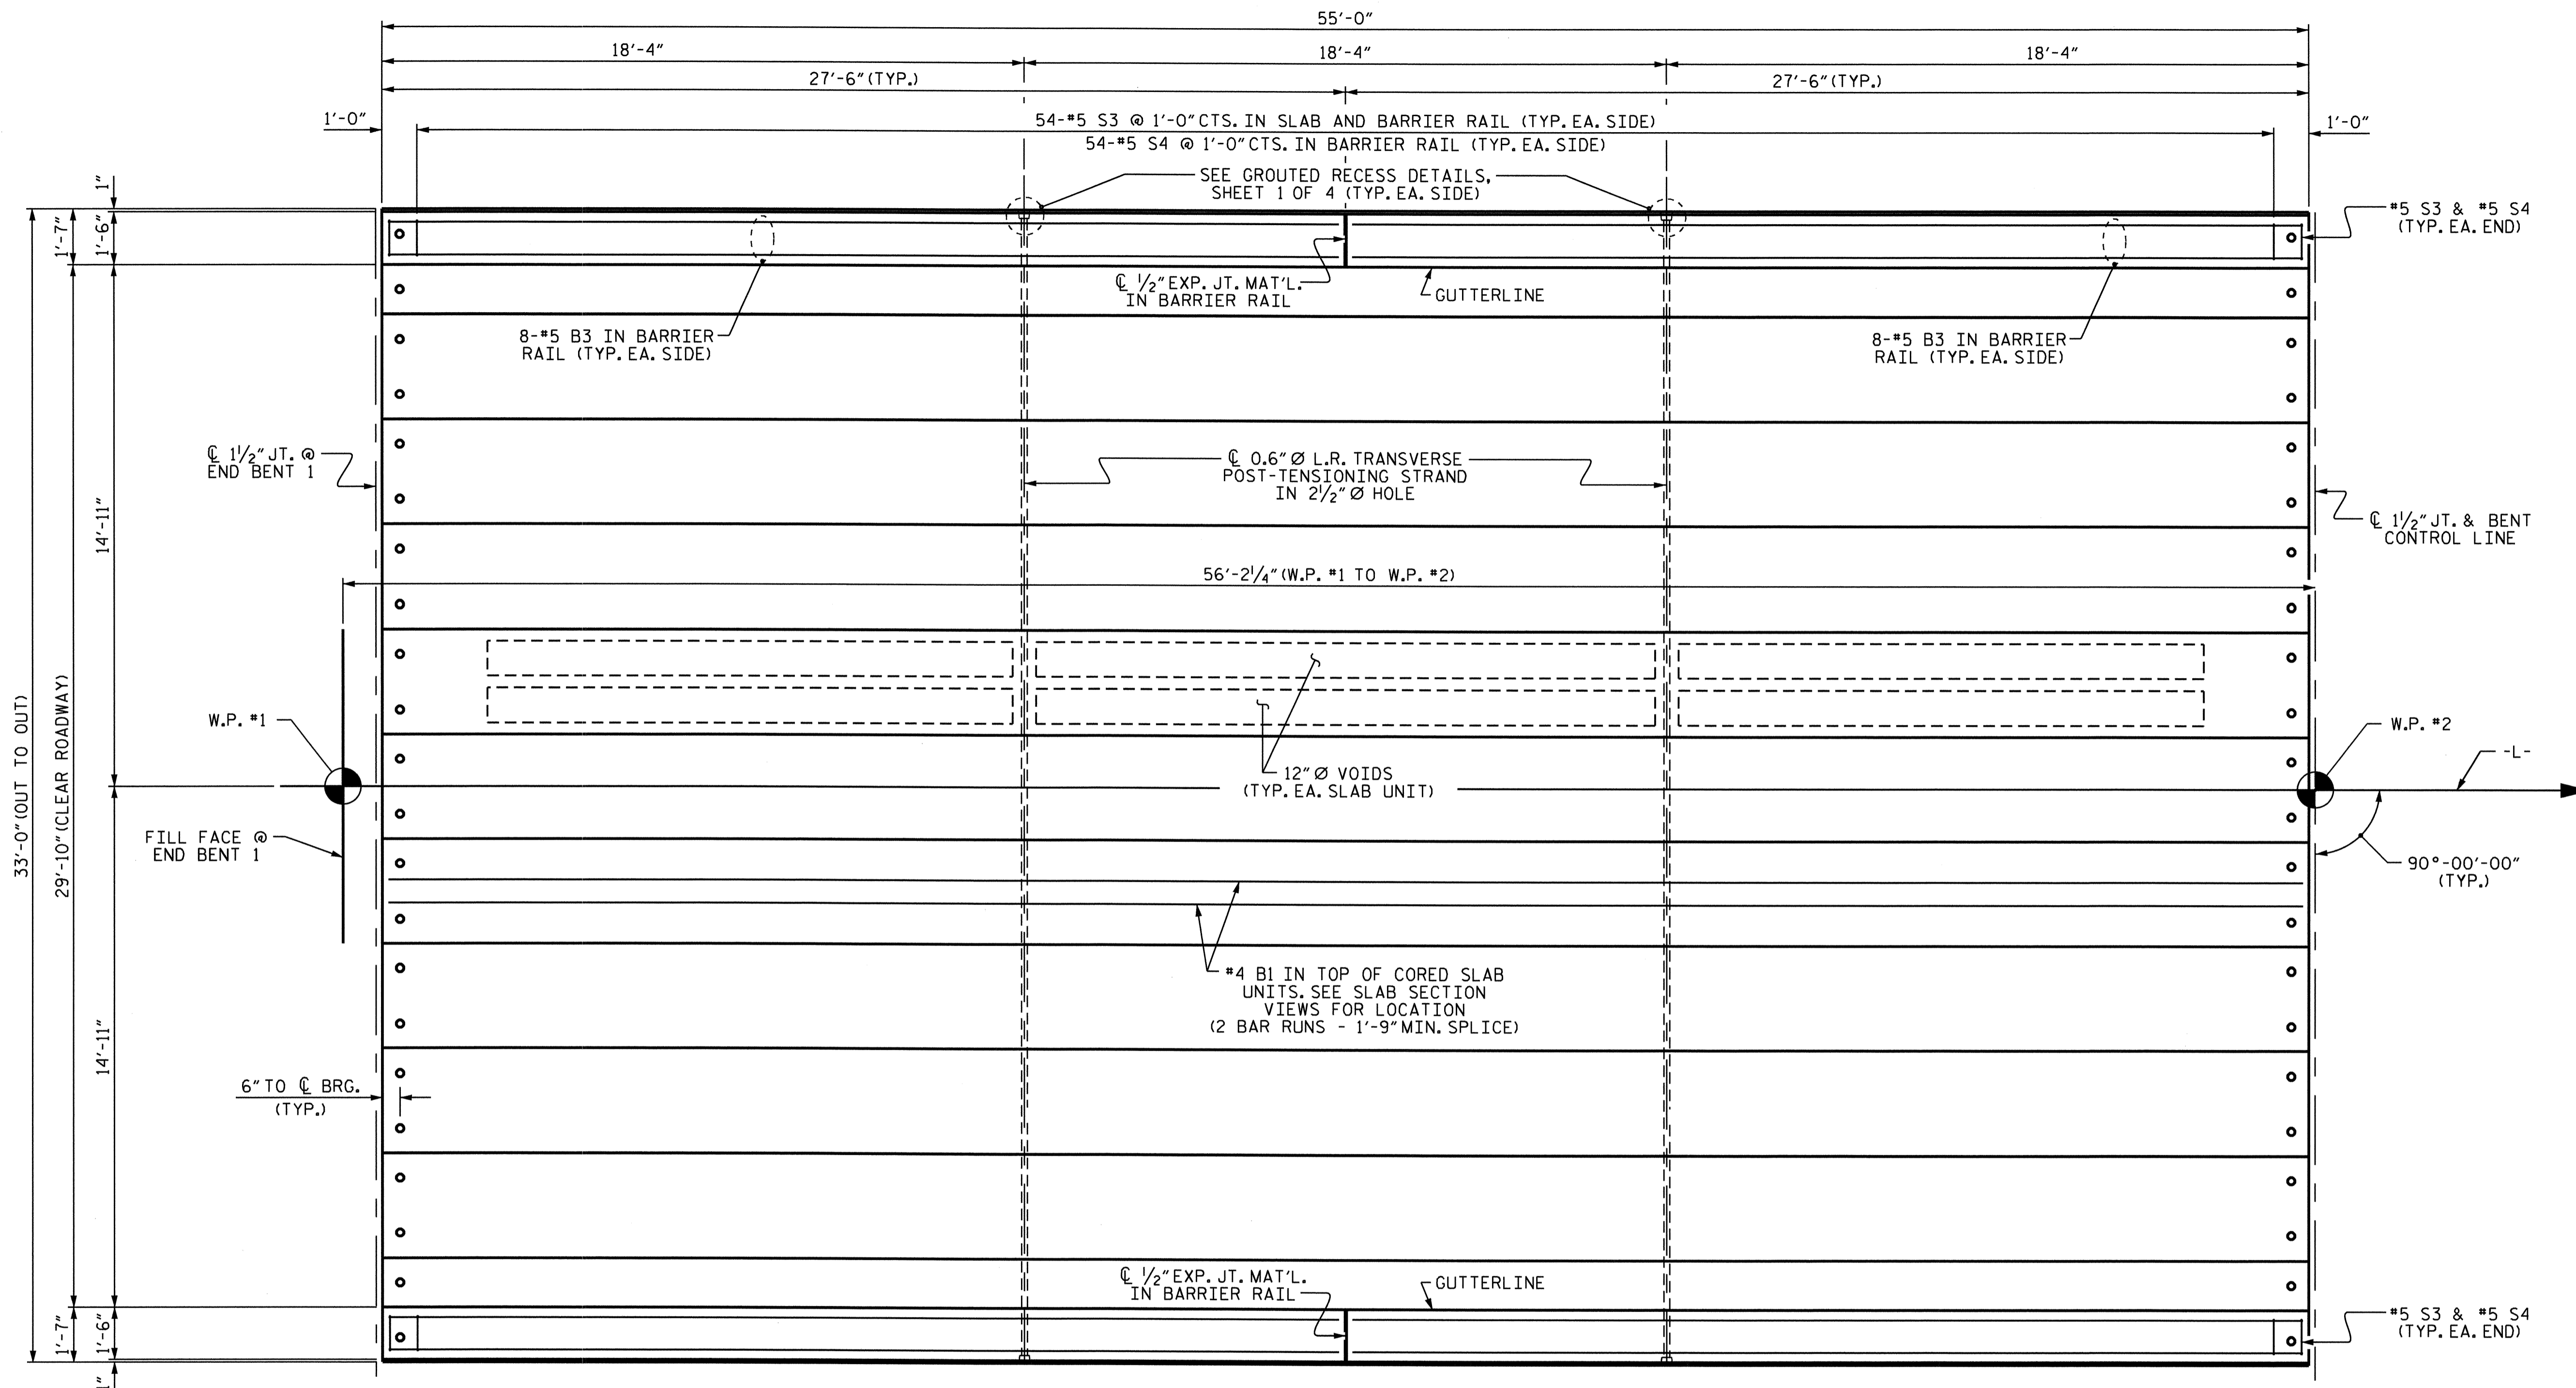 55'-0"
18'-4"
18'-4"
18'-4"
27'-6" (TYP.)
27'-6" (TYP.)
1'-0"
54-#5 S3 @ 1'-0" CTS. IN SLAB AND BARRIER RAIL (TYP. EA. SIDE)
1'-0"
54-#5 S4 @ 1'-0" CTS. IN BARRIER RAIL (TYP. EA. SIDE)
SEE GROUTED RECESS DETAILS,
SHEET 1 OF 4 (TYP. EA. SIDE)
1"
1'-7"
1'-6"
#5 S3 & #5 S4
(TYP. EA. END)
℄ 1/2" EXP. JT. MAT'L.
IN BARRIER RAIL
GUTTERLINE
8-#5 B3 IN BARRIER
RAIL (TYP. EA. SIDE)
8-#5 B3 IN BARRIER
RAIL (TYP. EA. SIDE)
℄ 1 1/2" JT. @
END BENT 1
℄ 0.6" Ø L.R. TRANSVERSE
POST-TENSIONING STRAND
IN 2 1/2" Ø HOLE
14'-11"
℄ 1 1/2" JT. & BENT
CONTROL LINE
56'-2 1/4" (W.P. #1 TO W.P. #2)
33'-0" (OUT TO OUT)
29'-10" (CLEAR ROADWAY)
W.P. #1
W.P. #2
-L-
12" Ø VOIDS
(TYP. EA. SLAB UNIT)
FILL FACE @
END BENT 1
90°-00'-00"
(TYP.)
#4 B1 IN TOP OF CORED SLAB
UNITS. SEE SLAB SECTION
VIEWS FOR LOCATION
(2 BAR RUNS - 1'-9" MIN. SPLICE)
14'-11"
6" TO ℄ BRG.
(TYP.)
℄ 1/2" EXP. JT. MAT'L.
IN BARRIER RAIL
GUTTERLINE
1'-7"
1'-6"
#5 S3 & #5 S4
(TYP. EA. END)
1"